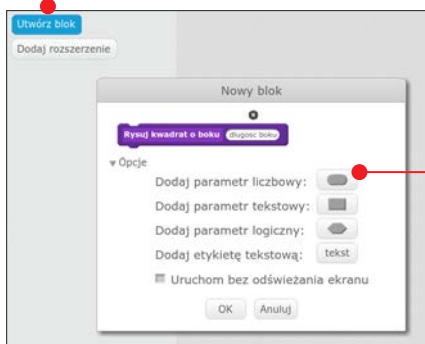 Utwórz blok
Dodaj rozszerzenie
Nowy blok
Rysuj kwadrat o boku długosc boku
Opcje
Dodaj parametr liczbowy:
Dodaj parametr tekstowy:
Dodaj parametr logiczny:
Dodaj etykietę tekstową: tekst
Uruchom bez odświeżania ekranu
OK Anuluj